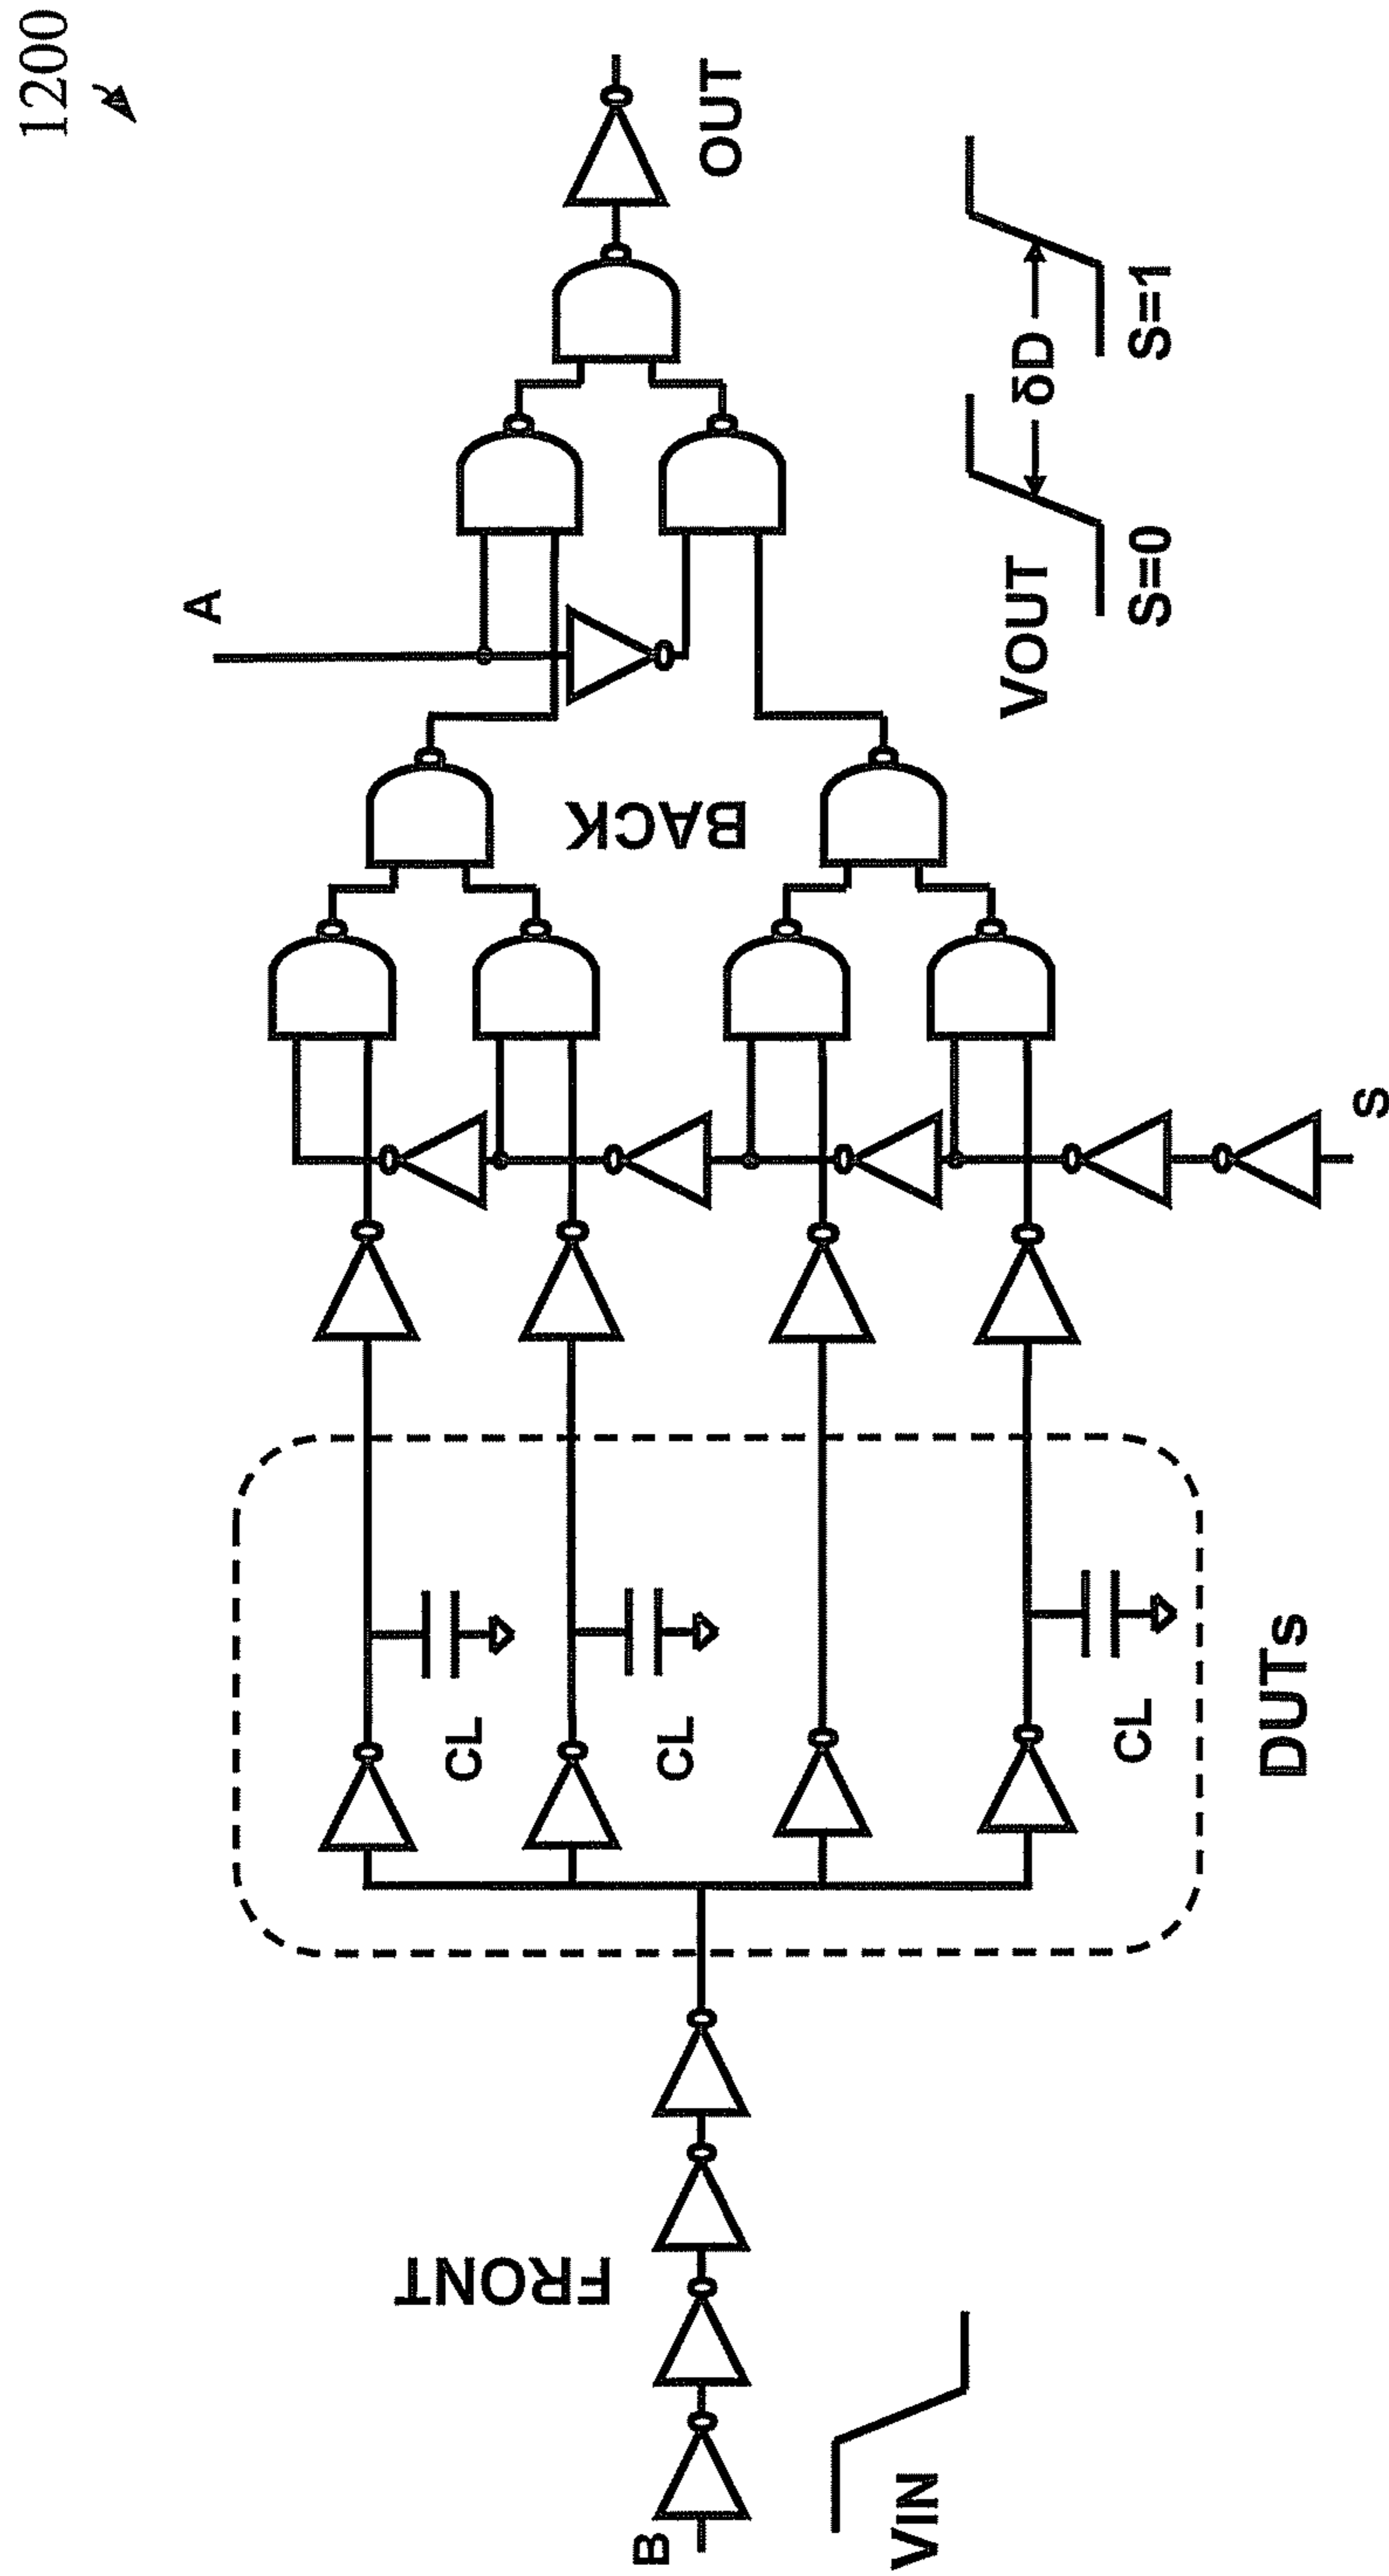 1200
B
VIN
FRONT
CL
CL
CL
DUTs
S
BACK
A
OUT
VOUT
δD
S=0
S=1